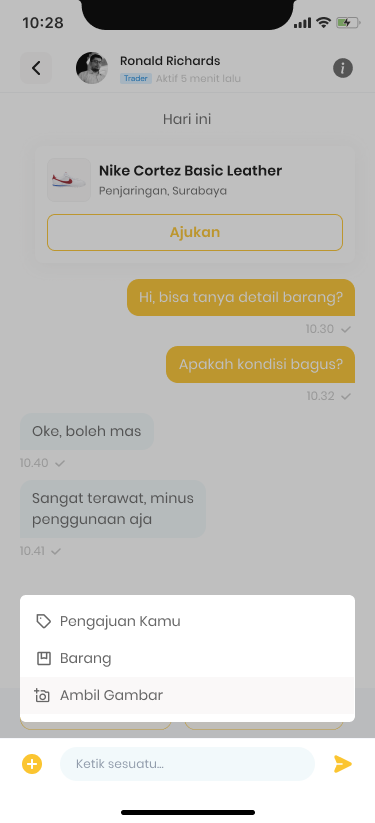 10:28
Ronald Richards
Trader Aktif 5 menit lalu
Hari ini
Nike Cortez Basic Leather
Penjaringan, Surabaya
Ajukan
Hi, bisa tanya detail barang?
10.30
Apakah kondisi bagus?
10.32
Oke, boleh mas
10.40
Sangat terawat, minus
penggunaan aja
10.41
Pengajuan Kamu
Barang
Ambil Gambar
Ketik sesuatu...